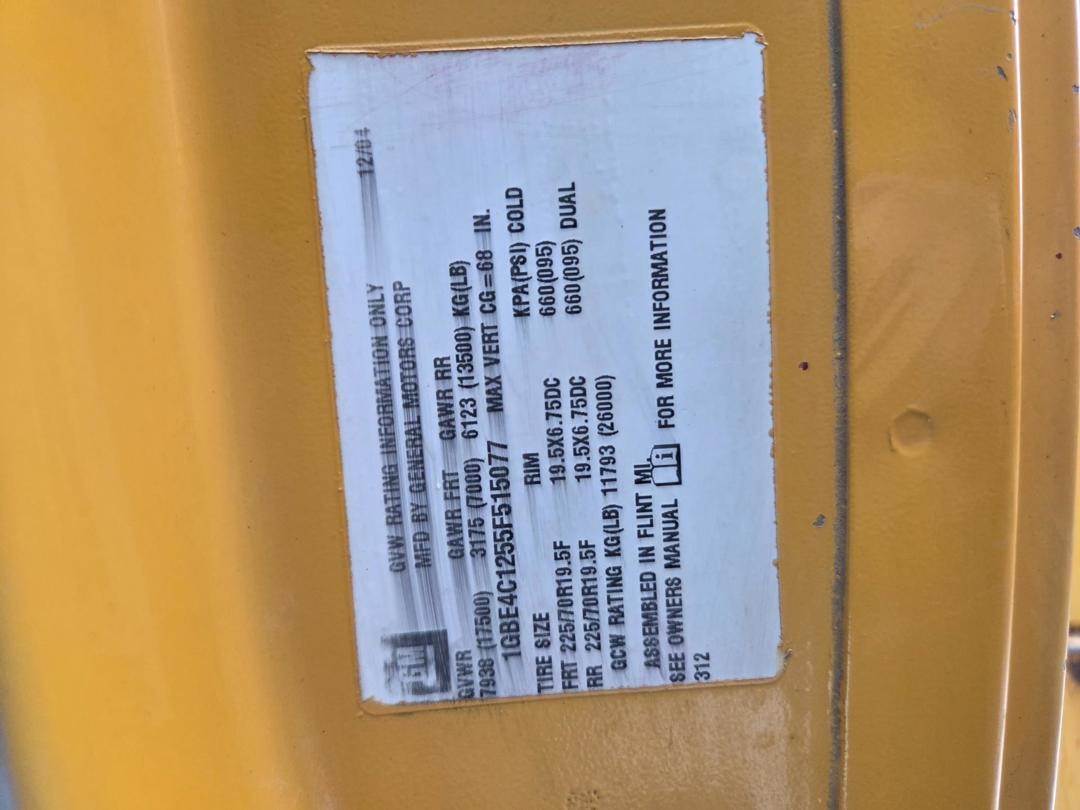 GVW RATING INFORMATION ONLY 12/04
MFD BY GENERAL MOTORS CORP
GM
GVWR GAWR FRT GAWR RR
7938 (17500) 3175 (7000) 6123 (13500) KG(LB)
1GBE4C1255F515077 MAX VERT CG=68 IN.
TIRE SIZE RIM KPA(PSI) COLD
FRT 225/70R19.5F 19.5X6.75DC 660(095)
RR 225/70R19.5F 19.5X6.75DC 660(095) DUAL
GCW RATING KG(LB) 11793 (26000)
ASSEMBLED IN FLINT MI.
SEE OWNERS MANUAL i FOR MORE INFORMATION
312